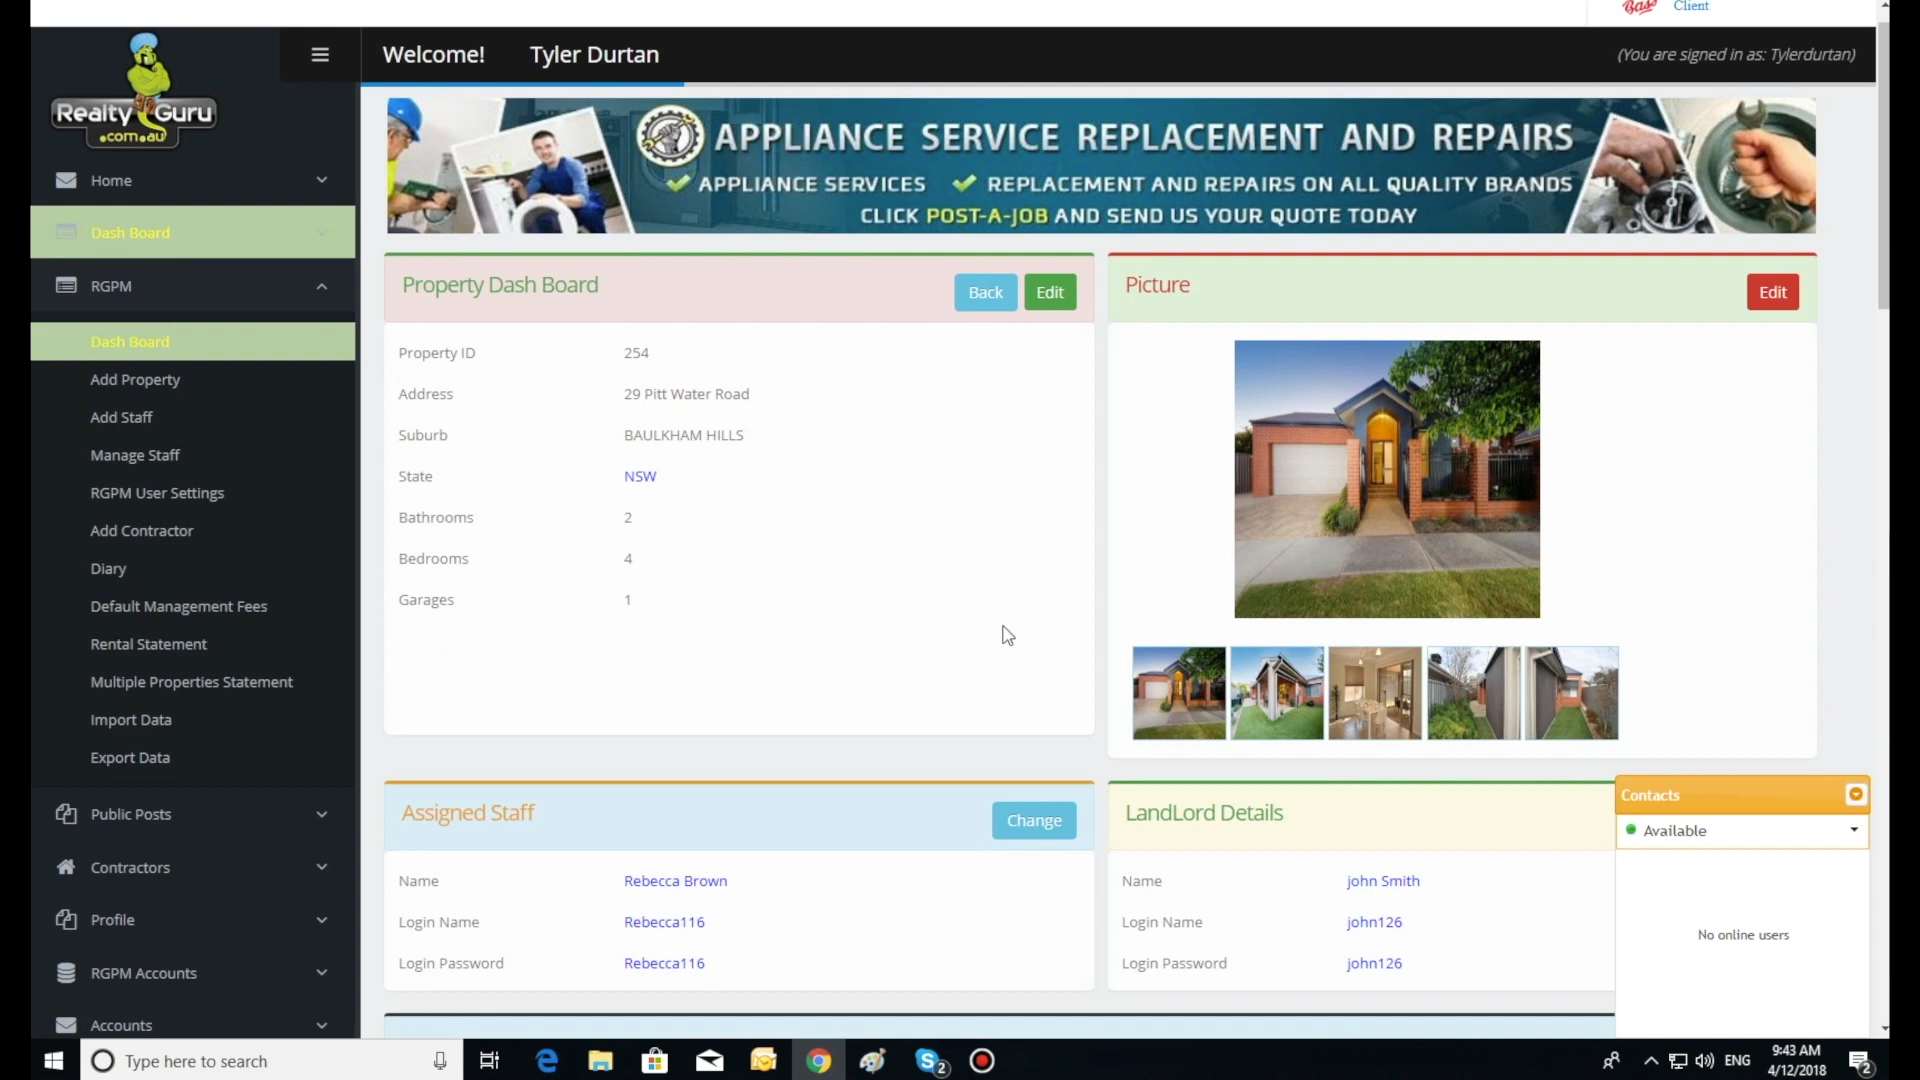 Base Client
Realty Guru
.com.au
Welcome! Tyler Durtan
(You are signed in as: Tylerdurtan)
Home
Dash Board
RGPM
Dash Board
Add Property
Add Staff
Manage Staff
RGPM User Settings
Add Contractor
Diary
Default Management Fees
Rental Statement
Multiple Properties Statement
Import Data
Export Data
Public Posts
Contractors
Profile
RGPM Accounts
Accounts
APPLIANCE SERVICE REPLACEMENT AND REPAIRS
APPLIANCE SERVICES REPLACEMENT AND REPAIRS ON ALL QUALITY BRANDS
CLICK POST-A-JOB AND SEND US YOUR QUOTE TODAY
Property Dash Board Back Edit
Property ID 254
Address 29 Pitt Water Road
Suburb BAULKHAM HILLS
State NSW
Bathrooms 2
Bedrooms 4
Garages 1
Picture Edit
Assigned Staff Change
Name Rebecca Brown
Login Name Rebecca116
Login Password Rebecca116
LandLord Details
Name john Smith
Login Name john126
Login Password john126
Contacts
Available
No online users
Type here to search
2
ENG
9:43 AM
4/12/2018
2